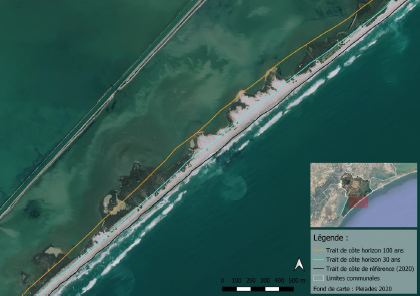 0 100 200 300 400 500 m
Légende :
Trait de côte horizon 100 ans
Trait de côte horizon 30 ans
Trait de côte de référence (2020)
Limites communales
Fond de carte : Pleiades 2020